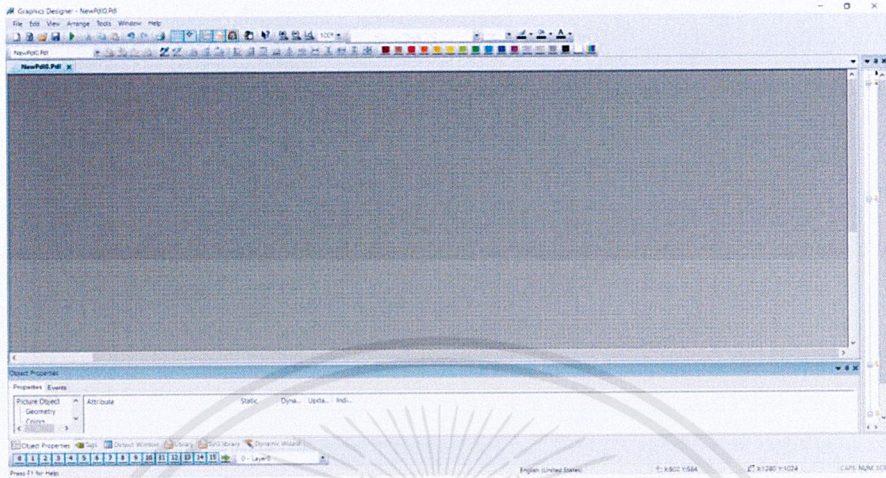 Graphics Designer - NewPdl0.Pdl
File Edit View Arrange Tools Window Help
100%
NewPdl0.Pdl
NewPdl0.Pdl x
Object Properties
Properties Events
Picture Object
Geometry
Colors
Attribute Static Dyna... Upda... Indi...
Object Properties Tags Output Window Library SVG library Dynamic Wizard
0 1 2 3 4 5 6 7 8 9 10 11 12 13 14 15 0 - Layer0
Press F1 for Help. English (United States) X:1280 Y:1024 CAPS NUM SCR